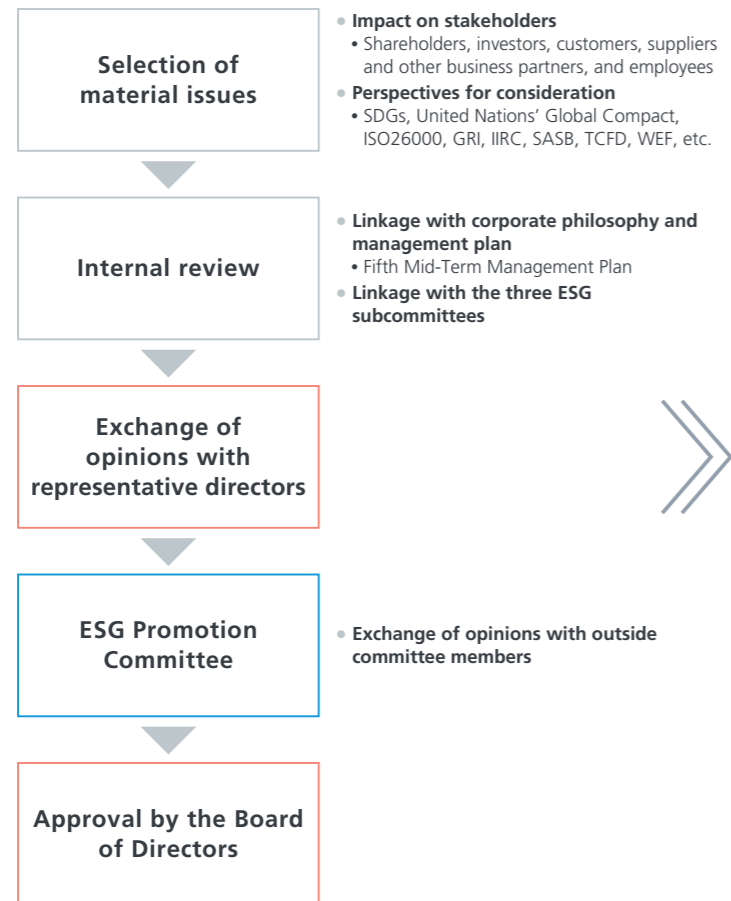 Selection of
material issues
● Impact on stakeholders
• Shareholders, investors, customers, suppliers
and other business partners, and employees
● Perspectives for consideration
• SDGs, United Nations’ Global Compact,
ISO26000, GRI, IIRC, SASB, TCFD, WEF, etc.
Internal review
● Linkage with corporate philosophy and
management plan
• Fifth Mid-Term Management Plan
● Linkage with the three ESG
subcommittees
Exchange of
opinions with
representative directors
ESG Promotion
Committee
● Exchange of opinions with outside
committee members
Approval by the Board
of Directors